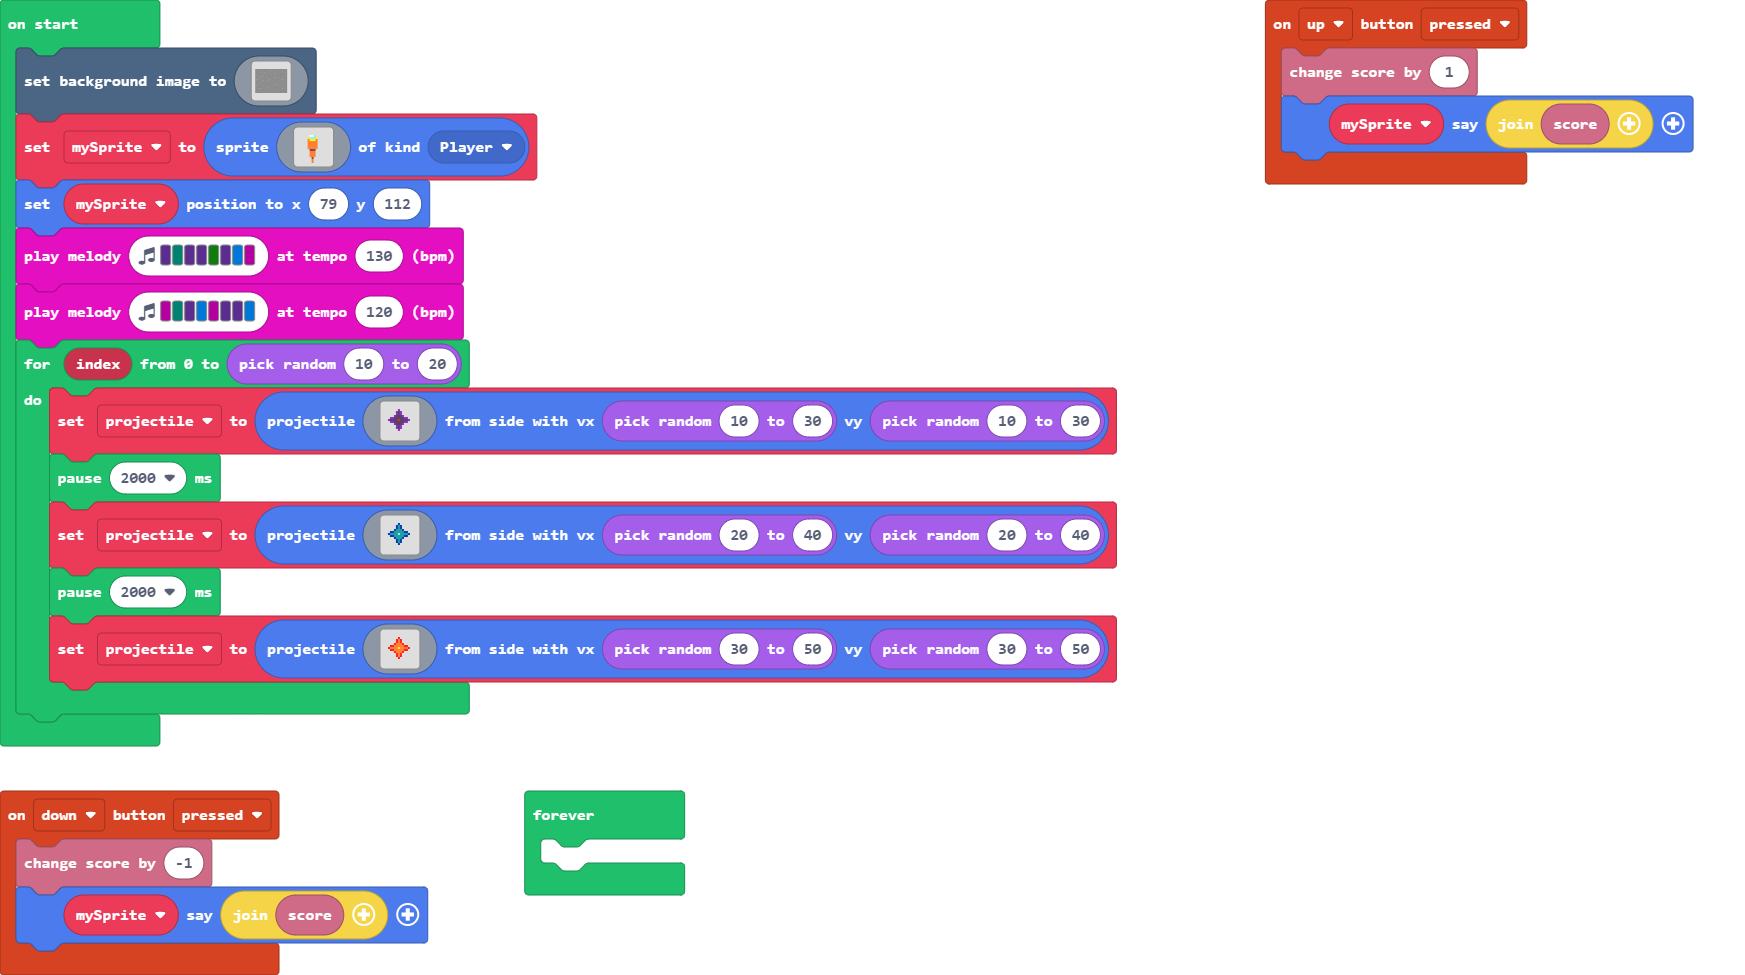 on start
set background image to
set mySprite to sprite of kind Player
set mySprite position to x 79 y 112
play melody at tempo 130 (bpm)
play melody at tempo 120 (bpm)
for index from 0 to pick random 10 to 20
do
set projectile to projectile from side with vx pick random 10 to 30 vy pick random 10 to 30
pause 2000 ms
set projectile to projectile from side with vx pick random 20 to 40 vy pick random 20 to 40
pause 2000 ms
set projectile to projectile from side with vx pick random 30 to 50 vy pick random 30 to 50
on up button pressed
change score by 1
mySprite say join score
on down button pressed
change score by -1
mySprite say join score
forever